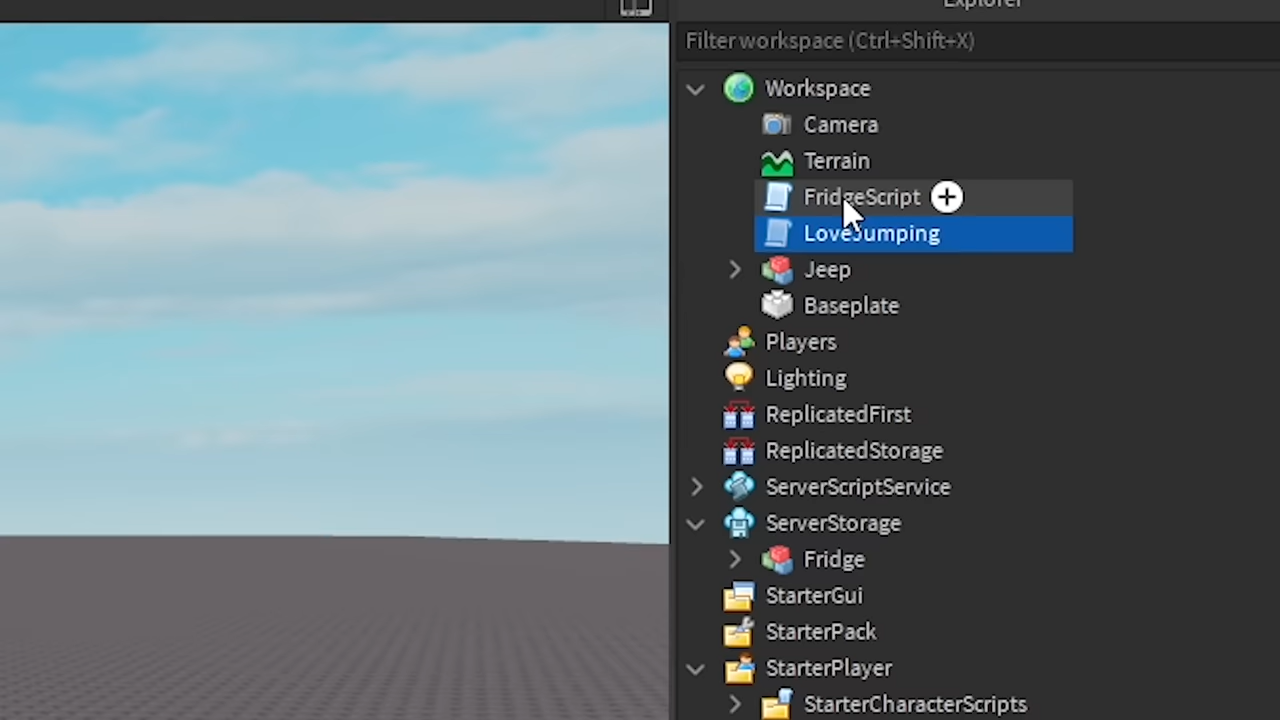 Explorer
Filter workspace (Ctrl+Shift+X)
Workspace
Camera
Terrain
FridgeScript
LoveJumping
Jeep
Baseplate
Players
Lighting
ReplicatedFirst
ReplicatedStorage
ServerScriptService
ServerStorage
Fridge
StarterGui
StarterPack
StarterPlayer
StarterCharacterScripts